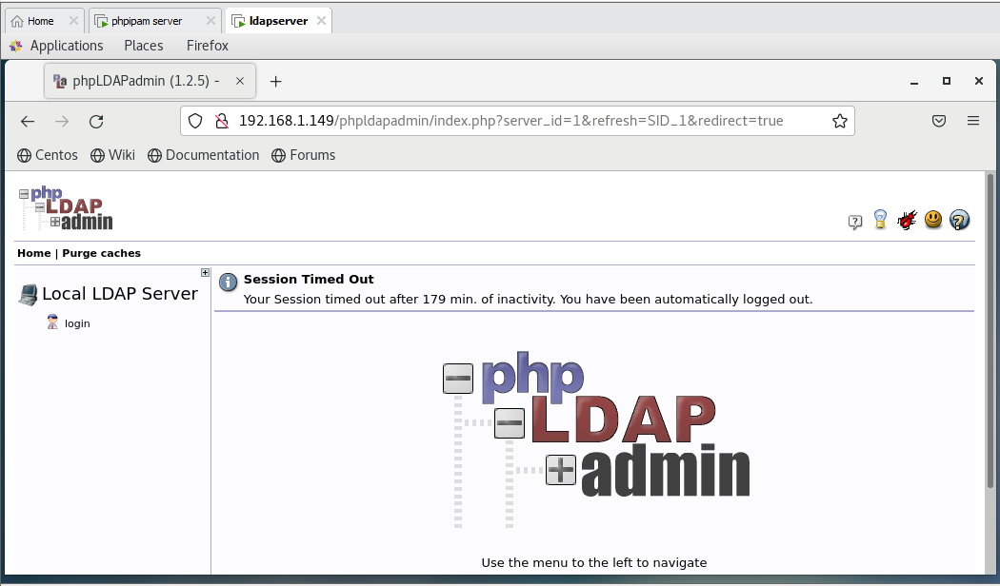 Home
phpipam server
ldapserver
Applications Places Firefox
phpLDAPadmin (1.2.5) -
192.168.1.149/phpldapadmin/index.php?server_id=1&refresh=SID_1&redirect=true
Centos Wiki Documentation Forums
php
LDAP
admin
Home | Purge caches
Local LDAP Server
login
Session Timed Out
Your Session timed out after 179 min. of inactivity. You have been automatically logged out.
php
LDAP
admin
Use the menu to the left to navigate